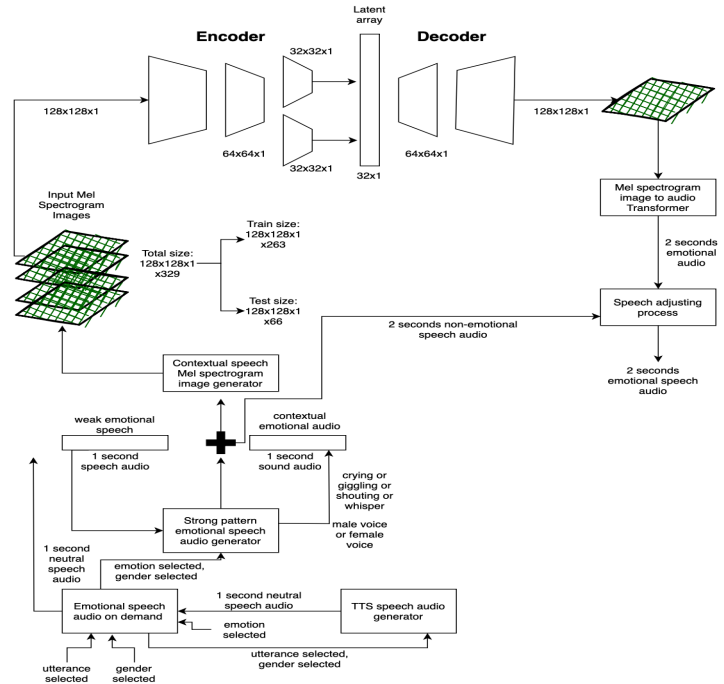 Latent
array
Encoder
Decoder
32x32x1
128x128x1
64x64x1
32x32x1
32x1
64x64x1
128x128x1
Input Mel
Spectrogram
Images
Total size:
128x128x1
x329
Train size:
128x128x1
x263
Test size:
128x128x1
x66
Mel spectrogram
image to audio
Transformer
2 seconds
emotional
audio
Speech adjusting
process
2 seconds non-emotional
speech audio
2 seconds
emotional speech
audio
Contextual speech
Mel spectrogram
image generator
weak emotional
speech
1 second
speech audio
contextual
emotional audio
1 second
sound audio
crying or
giggling or
shouting or
whisper
male voice
or female
voice
Strong pattern
emotional speech
audio generator
1 second
neutral
speech
audio
emotion selected,
gender selected
Emotional speech
audio on demand
1 second neutral
speech audio
TTS speech audio
generator
emotion
selected
utterance selected,
gender selected
utterance
selected
gender
selected